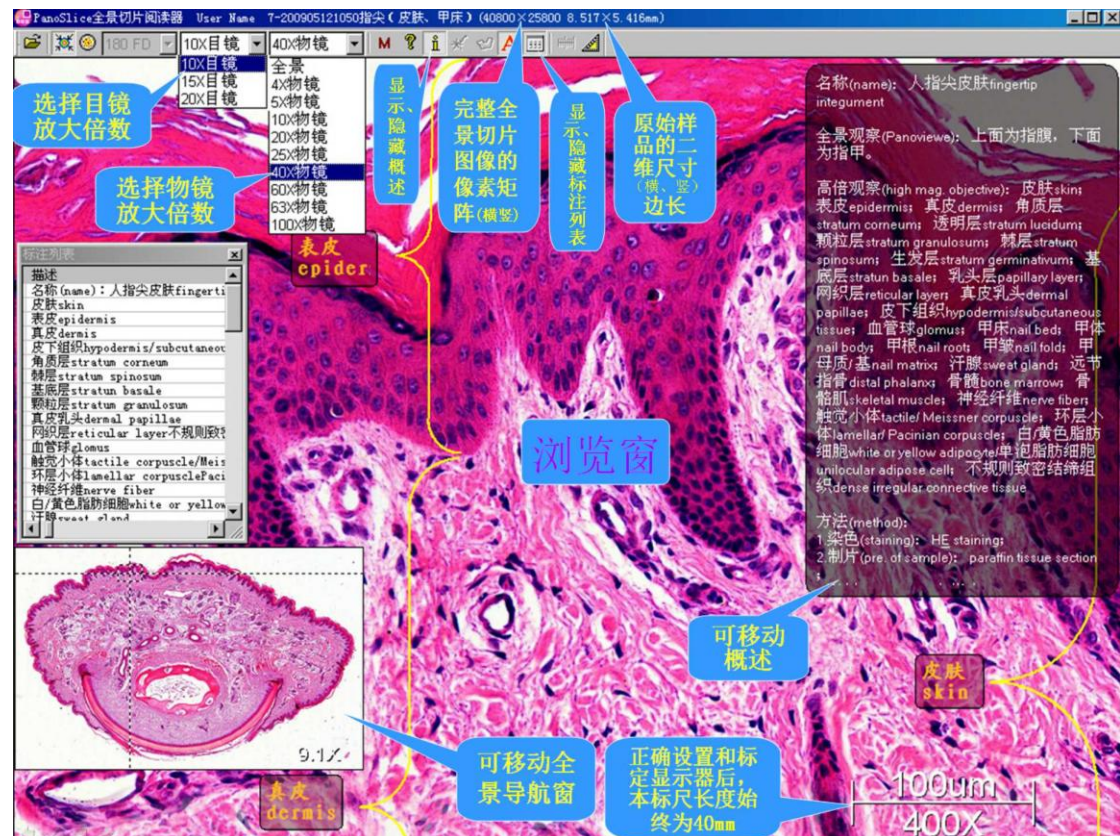 PanoSlice全景切片阅读器 User Name 7-200905121050指尖(皮肤、甲床)(40800×25800 8.517×5.416mm)
180 FD
10X目镜
40X物镜
M
?
i
A
10X目镜
15X目镜
20X目镜
全景
4X物镜
5X物镜
10X物镜
20X物镜
25X物镜
40X物镜
60X物镜
63X物镜
100X物镜
选择目镜
放大倍数
选择物镜
放大倍数
显示、隐藏概述
完整全
景切片
图像的
像素矩
阵(横竖)
显示、隐藏标注列表
原始样
品的二
维尺寸
(横、竖)
边长
名称(name): 人指尖皮肤fingertip
integument
全景观察(Panoviewe): 上面为指腹，下面
为指甲。
高倍观察(high mag. objective): 皮肤skin;
表皮epidermis; 真皮dermis; 角质层
stratum corneum; 透明层stratum lucidum;
颗粒层stratum granulosum; 棘层stratum
spinosum; 生发层stratum germinativum; 基
底层stratun basale; 乳头层papillary layer;
网织层reticular layer; 真皮乳头dermal
papillae; 皮下组织hypodermis/subcutaneous
tissue; 血管球glomus; 甲床nail bed; 甲体
nail body; 甲根nail root; 甲皱nail fold; 甲
母质/基nail matrix; 汗腺sweat gland; 远节
指骨distal phalanx; 骨髓bone marrow; 骨
骼肌skeletal muscle; 神经纤维nerve fiber;
触觉小体tactile/ Meissner corpuscle; 环层小
体lamellar/ Pacinian corpuscle; 白/黄色脂肪
细胞white or yellow adipocyte/单泡脂肪细胞
unilocular adipose cell; 不规则致密结缔组
织dense irregular connective tissue
方法(method):
1.染色(staining): HE staining;
2.制片(pre. of sample): paraffin tissue section
;
表皮
epider
标注列表
描述
名称(name): 人指尖皮肤fingerti
皮肤skin
表皮epidermis
真皮dermis
皮下组织hypodermis/subcutaneou
角质层stratum corneum
棘层stratum spinosum
基底层stratun basale
颗粒层stratum granulosum
真皮乳头dermal papillae
网织层reticular layer不规则致密
血管球glomus
触觉小体tactile corpuscle/Meis
环层小体lamellar corpusclePaci
神经纤维nerve fiber
白/黄色脂肪细胞white or yellow
汗腺sweat gland
浏览窗
可移动
概述
皮肤
skin
9.1X
可移动全
景导航窗
正确设置和标
定显示器后，
本标尺长度始
终为40mm
100um
400X
真皮
dermis